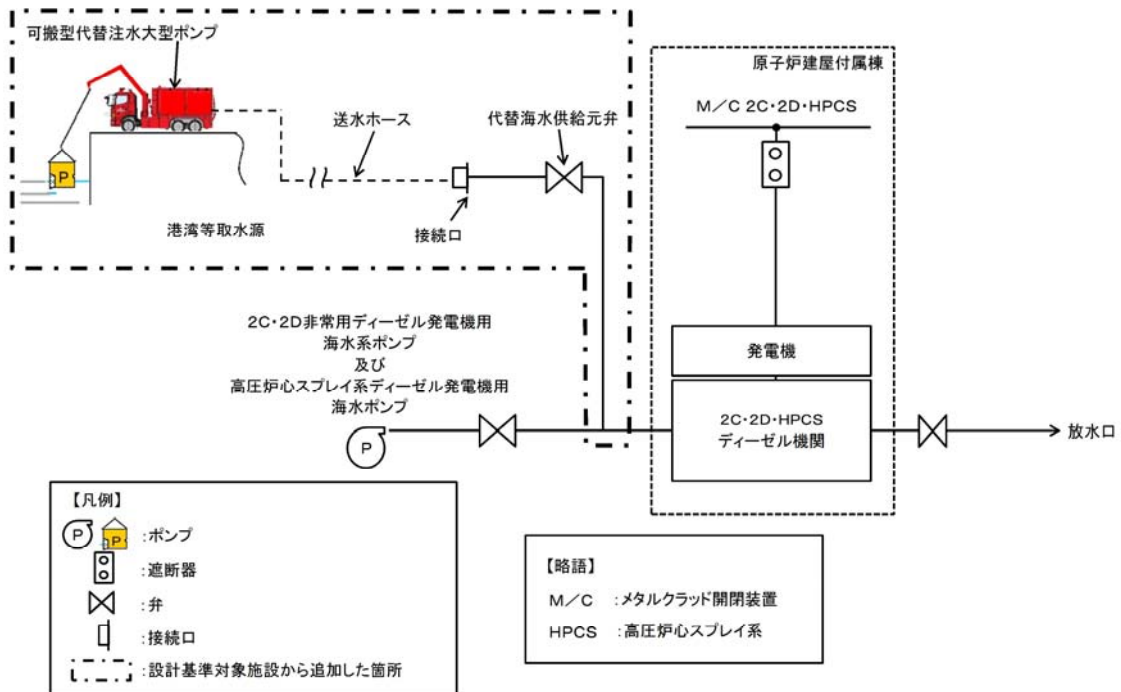 可搬型代替注水大型ポンプ
原子炉建屋付属棟
M/C 2C・2D・HPCS
送水ホース
代替海水供給元弁
P
港湾等取水源
接続口
2C・2D非常用ディーゼル発電機用
海水系ポンプ
及び
高圧炉心スプレイ系ディーゼル発電機用
海水ポンプ
発電機
2C・2D・HPCS
ディーゼル機関
P
放水口
【凡例】
P P :ポンプ
:遮断器
:弁
:接続口
:設計基準対象施設から追加した箇所
【略語】
M/C :メタルクラッド開閉装置
HPCS :高圧炉心スプレイ系